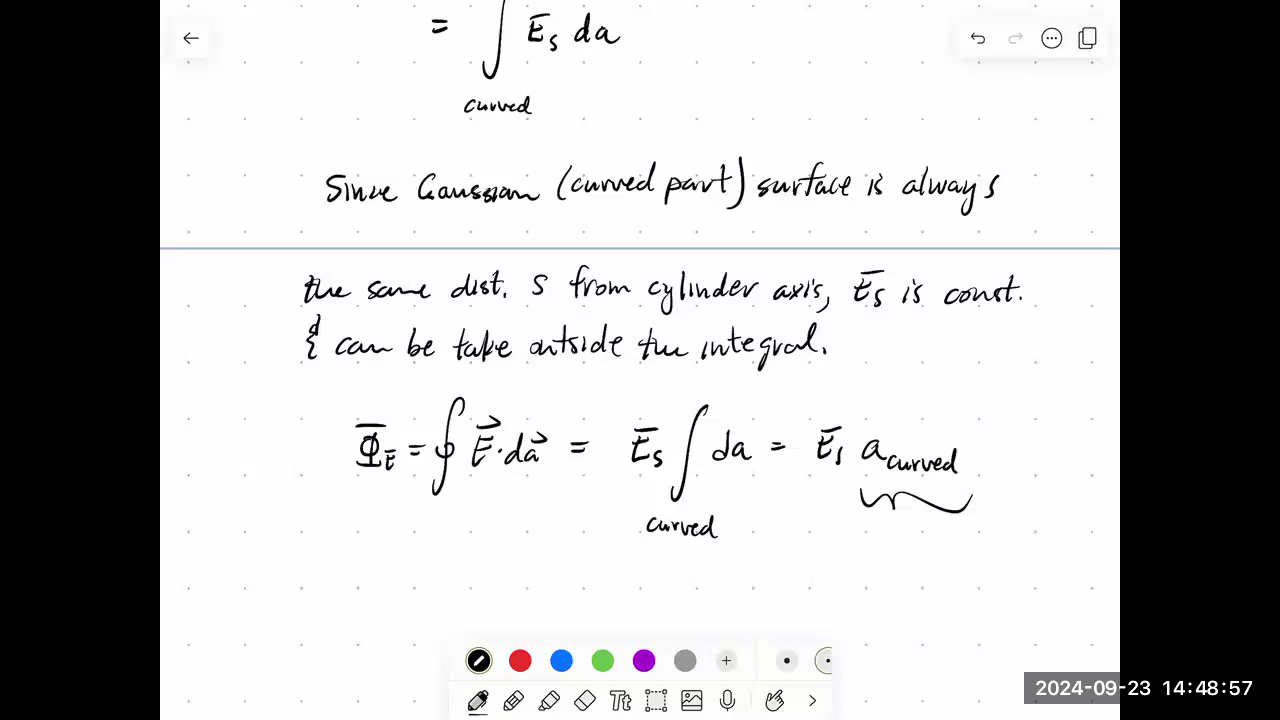 = ∫ E_s da
curved
Since Gaussian (curved part) surface is always
the same dist. s from cylinder axis, E_s is const.
& can be take outside the integral.
Φ_E = ∮ E⃗ · da⃗ = E_s ∫ da = E_s a_curved
curved
Tt
2024-09-23 14:48:57